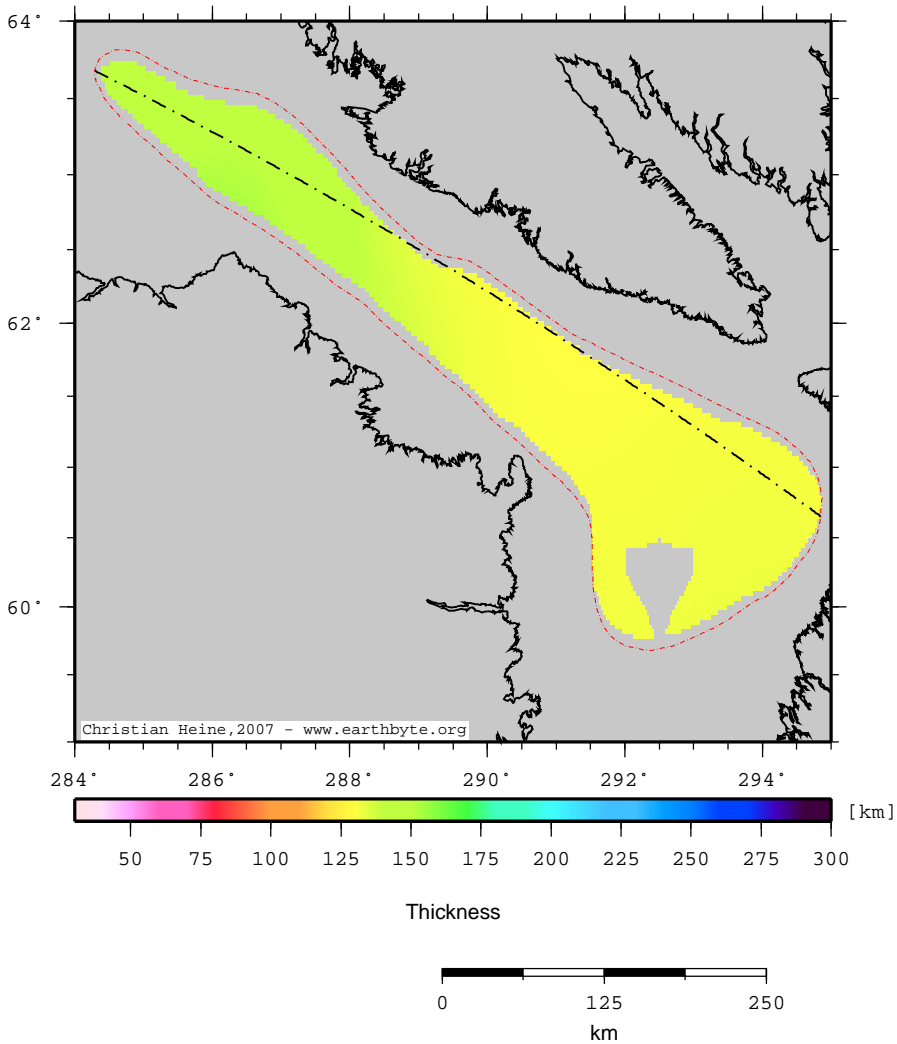 64°
62°
60°
Christian Heine,2007 - www.earthbyte.org
284° 286° 288° 290° 292° 294°
[km]
50 75 100 125 150 175 200 225 250 275 300
Thickness
0 125 250
km